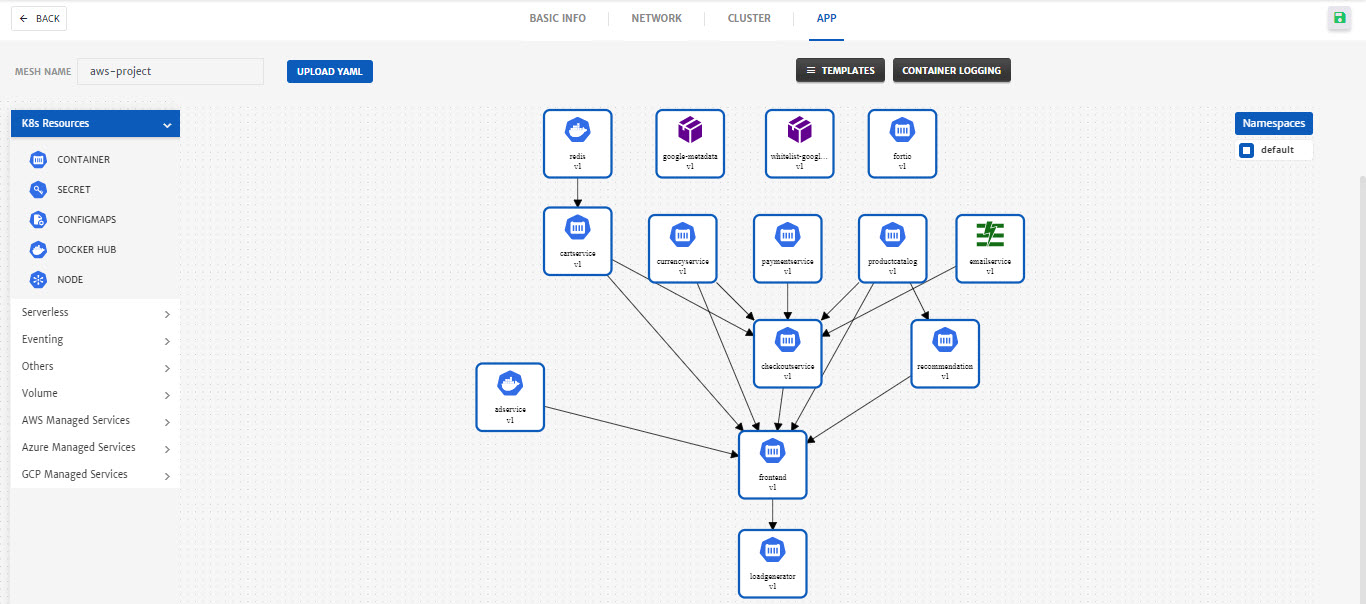 BACK
BASIC INFO
NETWORK
CLUSTER
APP
MESH NAME
aws-project
UPLOAD YAML
TEMPLATES
CONTAINER LOGGING
K8s Resources
CONTAINER
SECRET
CONFIGMAPS
DOCKER HUB
NODE
Serverless
Eventing
Others
Volume
AWS Managed Services
Azure Managed Services
GCP Managed Services
redis
v1
google-metadata
v1
whitelist-googl...
v1
fortio
v1
cartservice
v1
currencyservice
v1
paymentservice
v1
productcatalog
v1
emailservice
v1
checkoutservice
v1
recommendation
v1
adservice
v1
frontend
v1
loadgenerator
v1
Namespaces
default